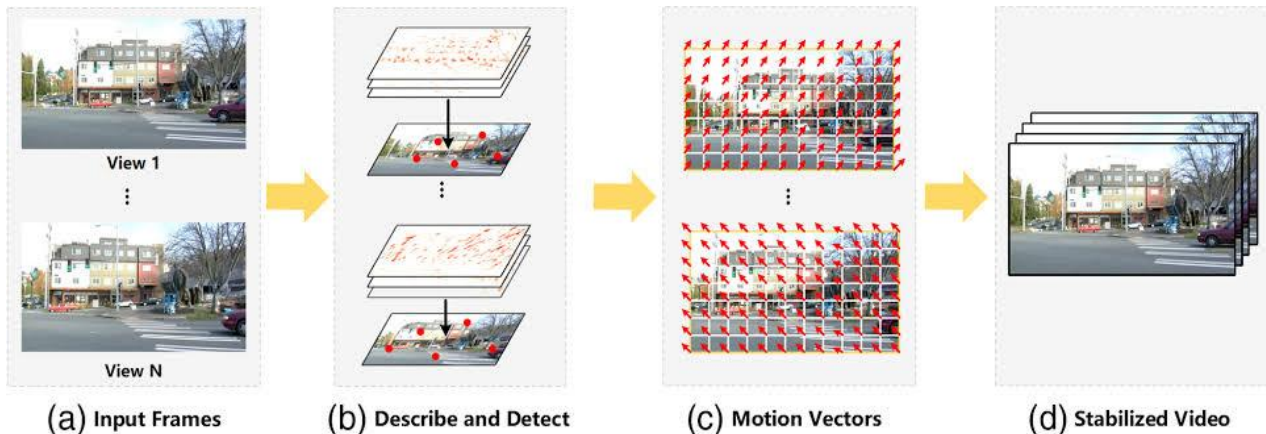 View 1
View N
(a) Input Frames
(b) Describe and Detect
(c) Motion Vectors
(d) Stabilized Video